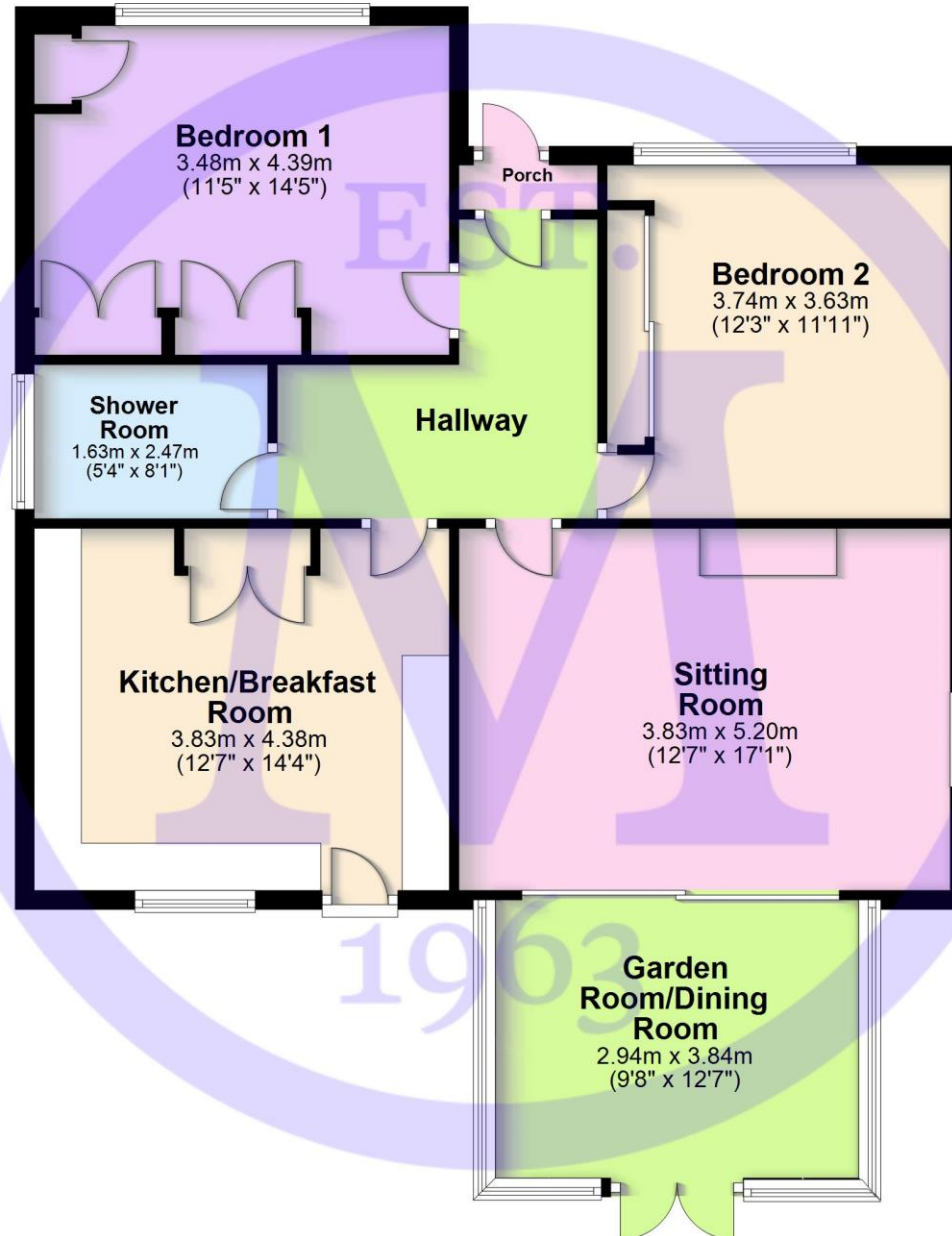 Bedroom 1
3.48m x 4.39m
(11'5" x 14'5")
Porch
EST.
Bedroom 2
3.74m x 3.63m
(12'3" x 11'11")
Shower
Room
1.63m x 2.47m
(5'4" x 8'1")
Hallway
M
Kitchen/Breakfast
Room
3.83m x 4.38m
(12'7" x 14'4")
Sitting
Room
3.83m x 5.20m
(12'7" x 17'1")
1963
Garden
Room/Dining
Room
2.94m x 3.84m
(9'8" x 12'7")